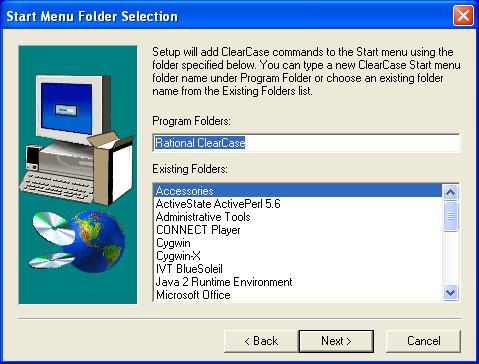 Start Menu Folder Selection
Setup will add ClearCase commands to the Start menu using the
folder specified below. You can type a new ClearCase Start menu
folder name under Program Folder or choose an existing folder
name from the Existing Folders list.
Program Folders:
Rational ClearCase
Existing Folders:
Accessories
ActiveState ActivePerl 5.6
Administrative Tools
CONNECT Player
Cygwin
Cygwin-X
IVT BlueSoleil
Java 2 Runtime Environment
Microsoft Office
< Back
Next >
Cancel